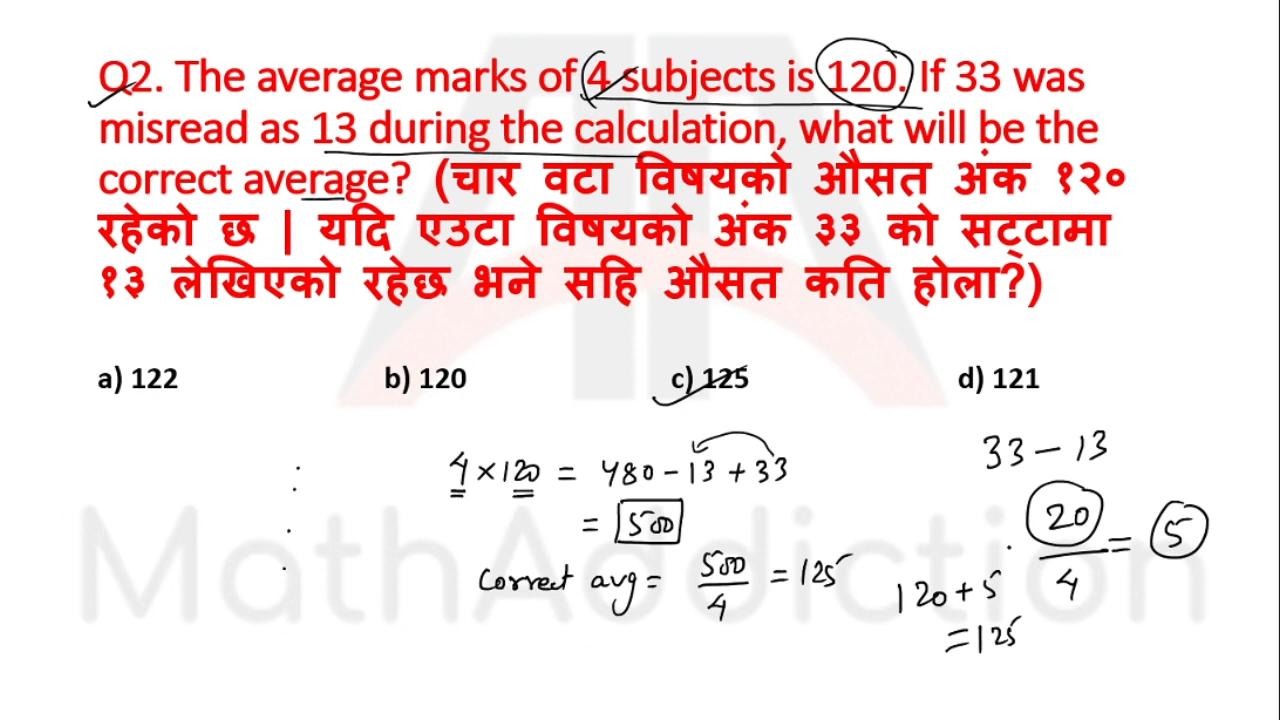 Q2. The average marks of 4 subjects is 120. If 33 was
misread as 13 during the calculation, what will be the
correct average? (चार वटा विषयको औसत अंक १२०
रहेको छ | यदि एउटा विषयको अंक ३३ को सट्टामा
१३ लेखिएको रहेछ भने सहि औसत कति होला?)
a) 122 b) 120 c) 125 d) 121
4 × 120 = 480 - 13 + 33
= 500
Correct avg = 500/4 = 125
33 - 13
20/4 = 5
120 + 5
= 125
MathAddiction